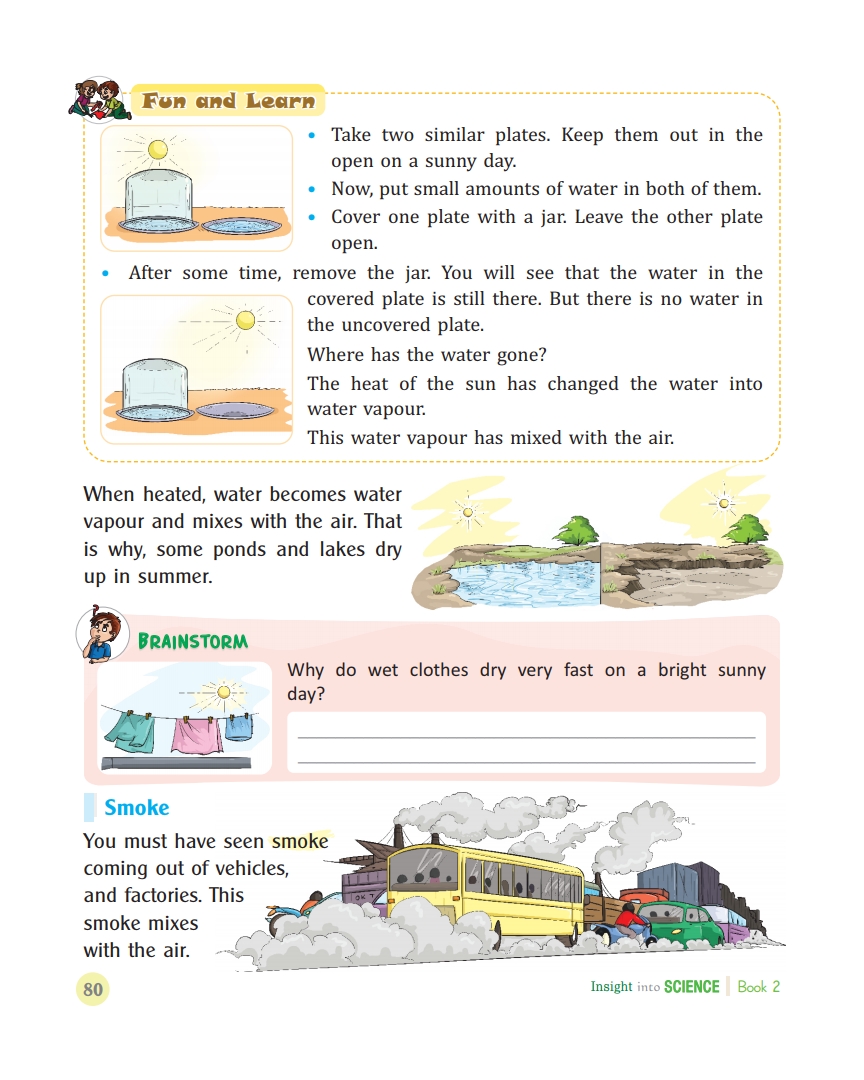 Fun and Learn
• Take two similar plates. Keep them out in the
open on a sunny day.
• Now, put small amounts of water in both of them.
• Cover one plate with a jar. Leave the other plate
open.
• After some time, remove the jar. You will see that the water in the
covered plate is still there. But there is no water in
the uncovered plate.
Where has the water gone?
The heat of the sun has changed the water into
water vapour.
This water vapour has mixed with the air.
When heated, water becomes water
vapour and mixes with the air. That
is why, some ponds and lakes dry
up in summer.
?
BRAINSTORM
Why do wet clothes dry very fast on a bright sunny
day?
Smoke
You must have seen smoke
coming out of vehicles,
and factories. This
smoke mixes
with the air.
80
Insight into SCIENCE Book 2